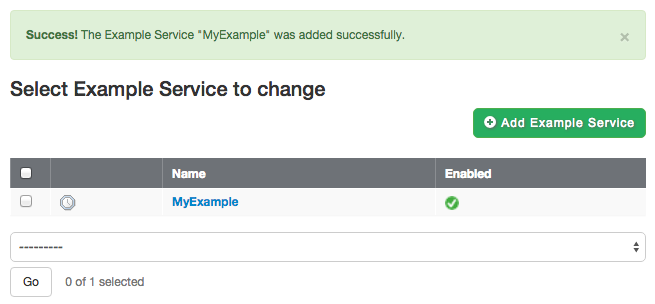 Success! The Example Service "MyExample" was added successfully. ×
Select Example Service to change
Add Example Service
Name Enabled
MyExample
---------
Go 0 of 1 selected